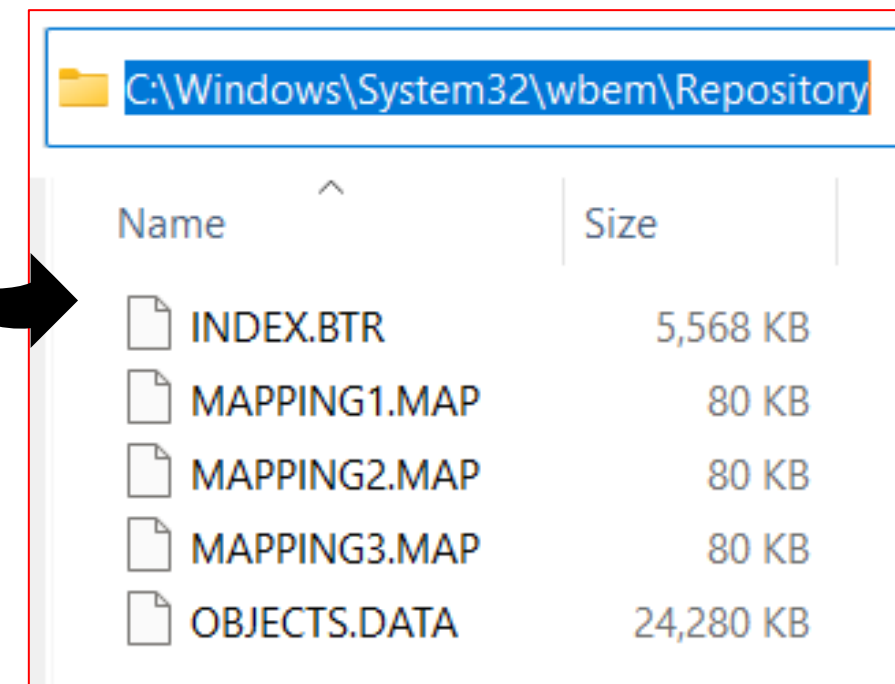 C:\Windows\System32\wbem\Repository
Name Size
INDEX.BTR 5,568 KB
MAPPING1.MAP 80 KB
MAPPING2.MAP 80 KB
MAPPING3.MAP 80 KB
OBJECTS.DATA 24,280 KB